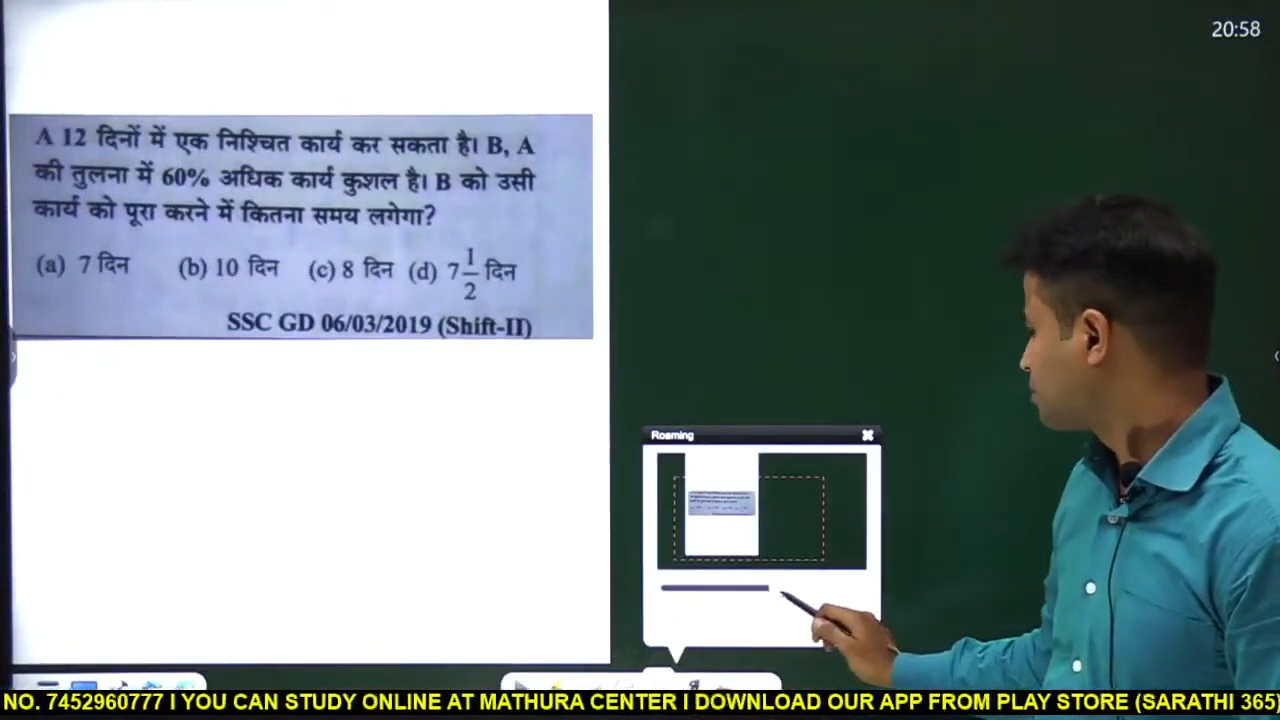 20:58
A 12 दिनों में एक निश्चित कार्य कर सकता है। B, A
की तुलना में 60% अधिक कार्य कुशल है। B को उसी
कार्य को पूरा करने में कितना समय लगेगा?
(a) 7 दिन (b) 10 दिन (c) 8 दिन (d) 7 1/2 दिन
SSC GD 06/03/2019 (Shift-II)
Roaming
NO. 7452960777 I YOU CAN STUDY ONLINE AT MATHURA CENTER I DOWNLOAD OUR APP FROM PLAY STORE (SARATHI 365)